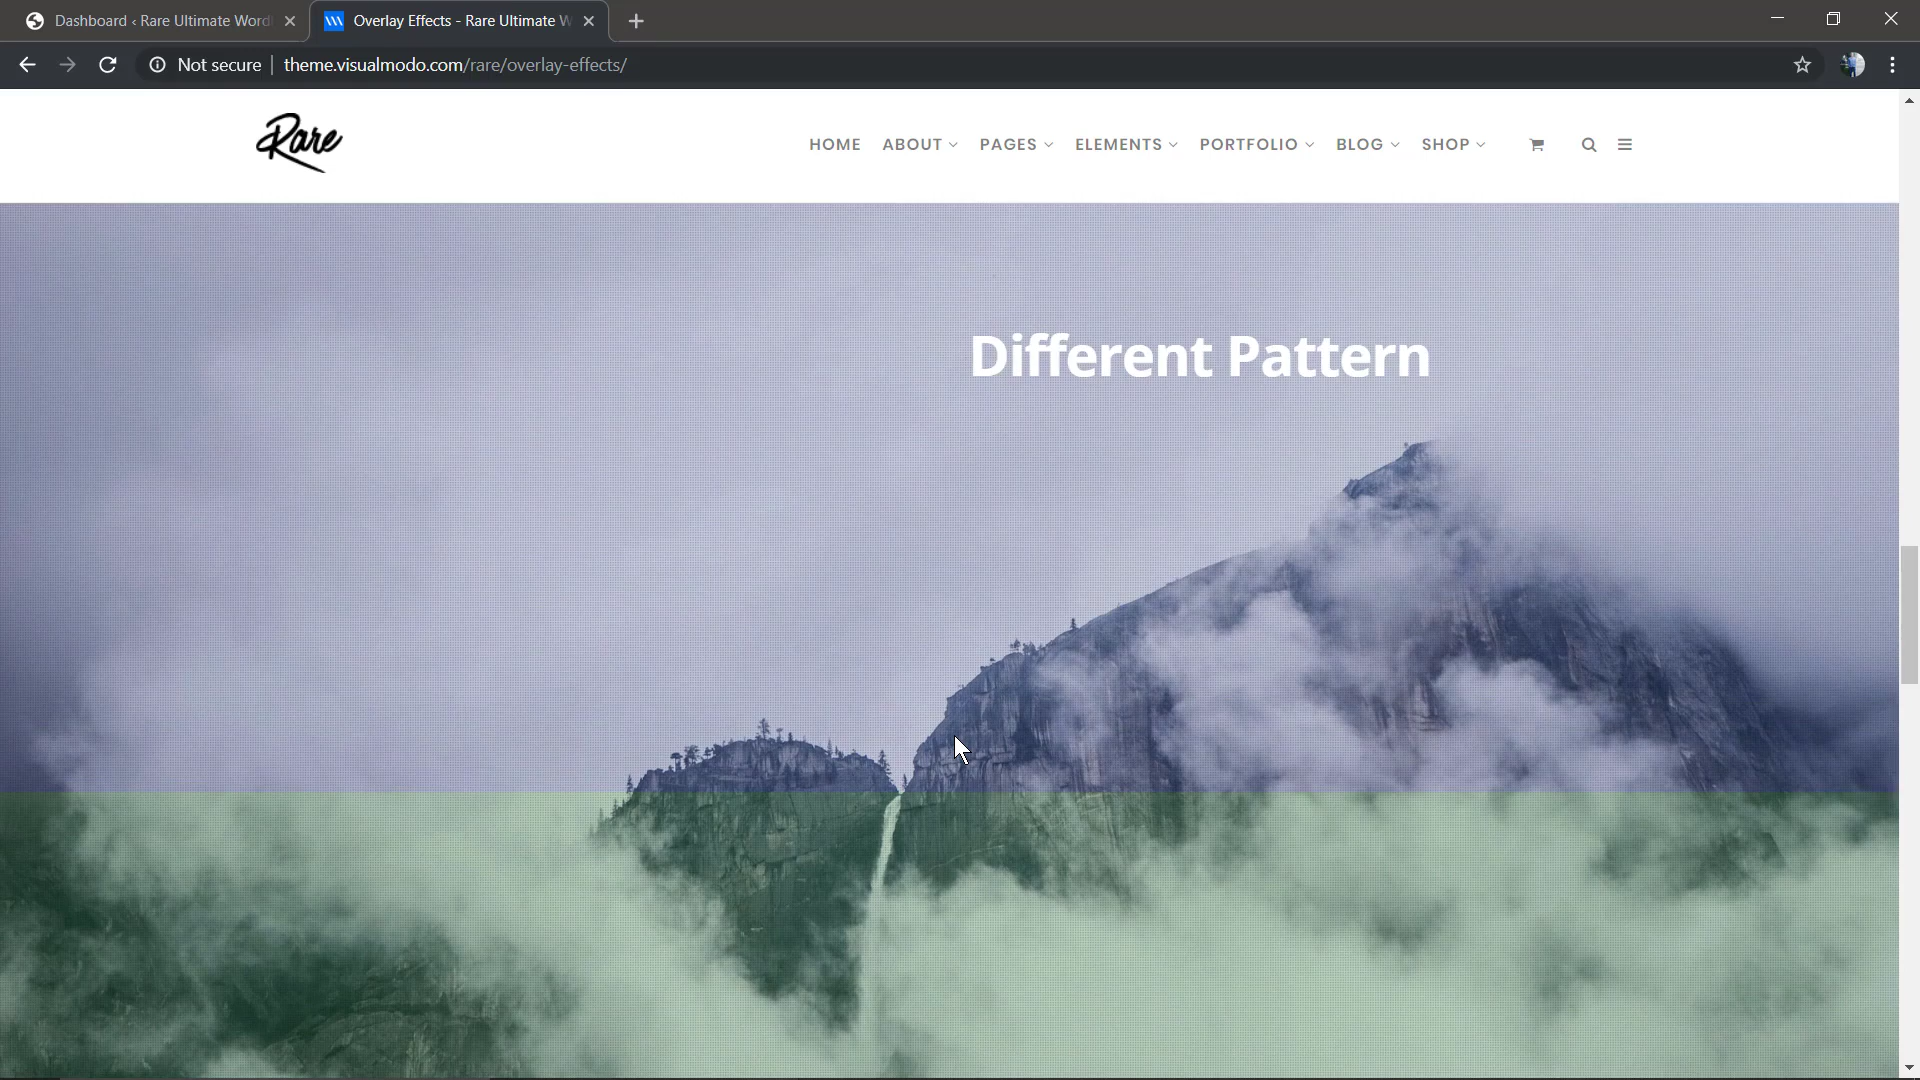 Dashboard ‹ Rare Ultimate Word
Overlay Effects - Rare Ultimate W
Not secure
theme.visualmodo.com/rare/overlay-effects/
Rare
HOME ABOUT PAGES ELEMENTS PORTFOLIO BLOG SHOP
Different Pattern